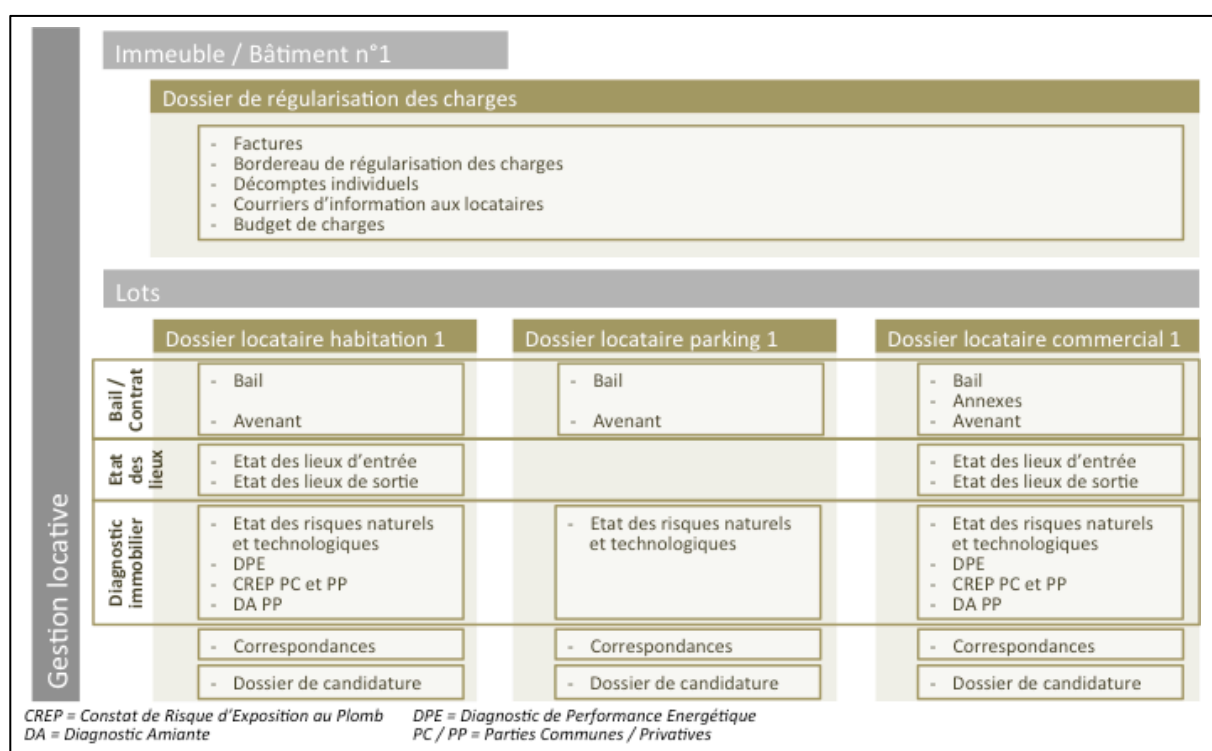 Gestion locative
Immeuble / Bâtiment n°1
Dossier de régularisation des charges
- Factures
- Bordereau de régularisation des charges
- Décomptes individuels
- Courriers d'information aux locataires
- Budget de charges
Lots
Dossier locataire habitation 1
Dossier locataire parking 1
Dossier locataire commercial 1
Bail /
Contrat
- Bail
- Avenant
- Bail
- Avenant
- Bail
- Annexes
- Avenant
Etat
des
lieux
- Etat des lieux d'entrée
- Etat des lieux de sortie
- Etat des lieux d'entrée
- Etat des lieux de sortie
Diagnostic
immobilier
- Etat des risques naturels
et technologiques
- DPE
- CREP PC et PP
- DA PP
- Etat des risques naturels
et technologiques
- Etat des risques naturels
et technologiques
- DPE
- CREP PC et PP
- DA PP
- Correspondances
- Correspondances
- Correspondances
- Dossier de candidature
- Dossier de candidature
- Dossier de candidature
CREP = Constat de Risque d'Exposition au Plomb
DPE = Diagnostic de Performance Energétique
DA = Diagnostic Amiante
PC / PP = Parties Communes / Privatives